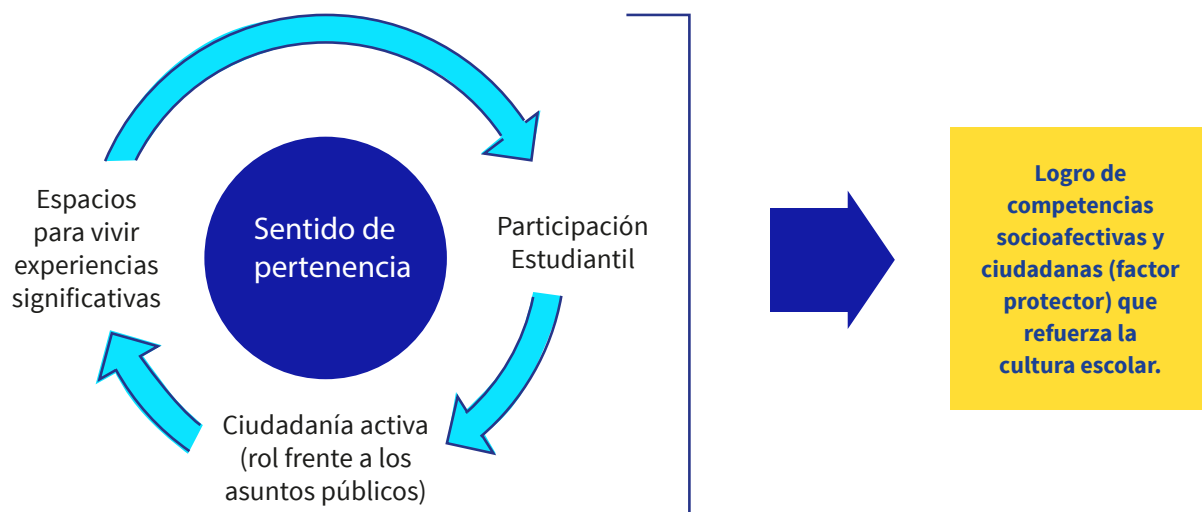 Espacios
para vivir
experiencias
significativas
Sentido de
pertenencia
Participación
Estudiantil
Ciudadanía activa
(rol frente a los
asuntos públicos)
Logro de
competencias
socioafectivas y
ciudadanas (factor
protector) que
refuerza la
cultura escolar.